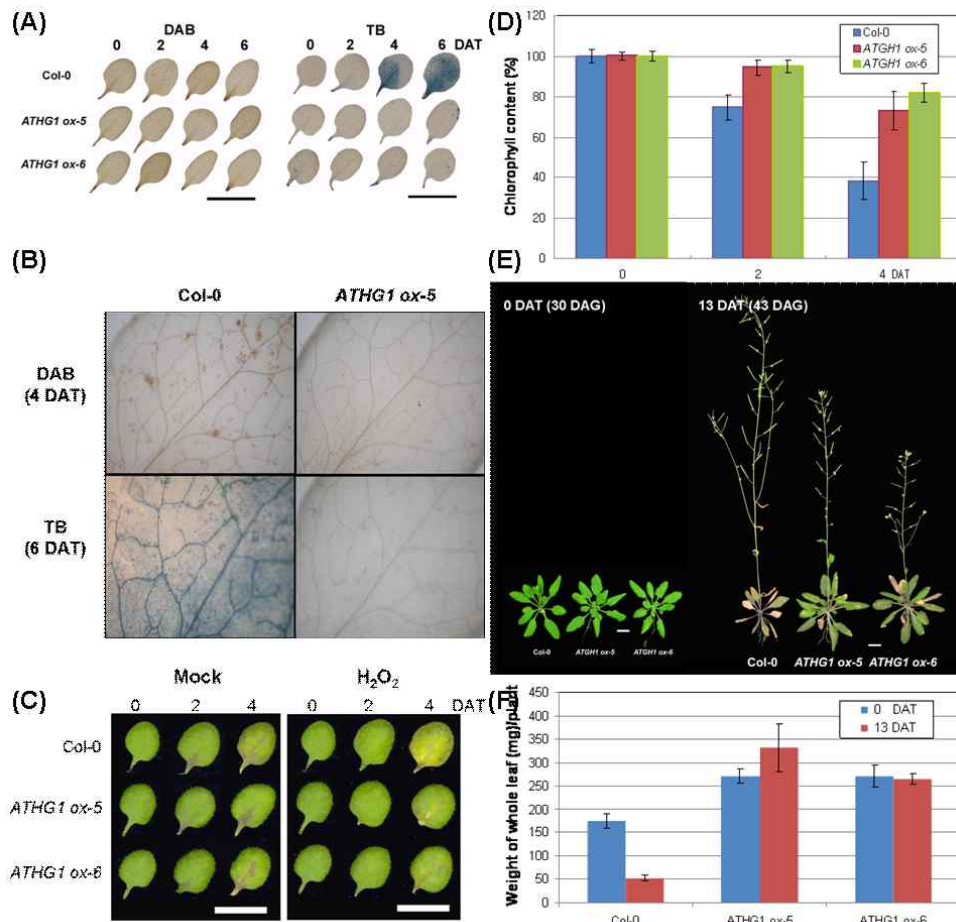 (A)
DAB
TB
0 2 4 6
0 2 4 6 DAT
Col-0
ATHG1 ox-5
ATHG1 ox-6
(B)
Col-0
ATHG1 ox-5
DAB
(4 DAT)
TB
(6 DAT)
(C)
Mock
H₂O₂
0 2 4
0 2 4 DAT
Col-0
ATHG1 ox-5
ATHG1 ox-6
(D)
Chlorophyll content (%)
120
100
80
60
40
20
0
Col-0
ATGH1 ox-5
ATGH1 ox-6
0 2 4 DAT
(E)
0 DAT (30 DAG)
13 DAT (43 DAG)
Col-0 ATGH1 ox-5 ATGH1 ox-6
Col-0 ATHG1 ox-5 ATHG1 ox-6
(F)
Weight of whole leaf (mg)/plant
450
400
350
300
250
200
150
100
50
0
0 DAT
13 DAT
Col-0 ATHG1 ox-5 ATHG1 ox-6